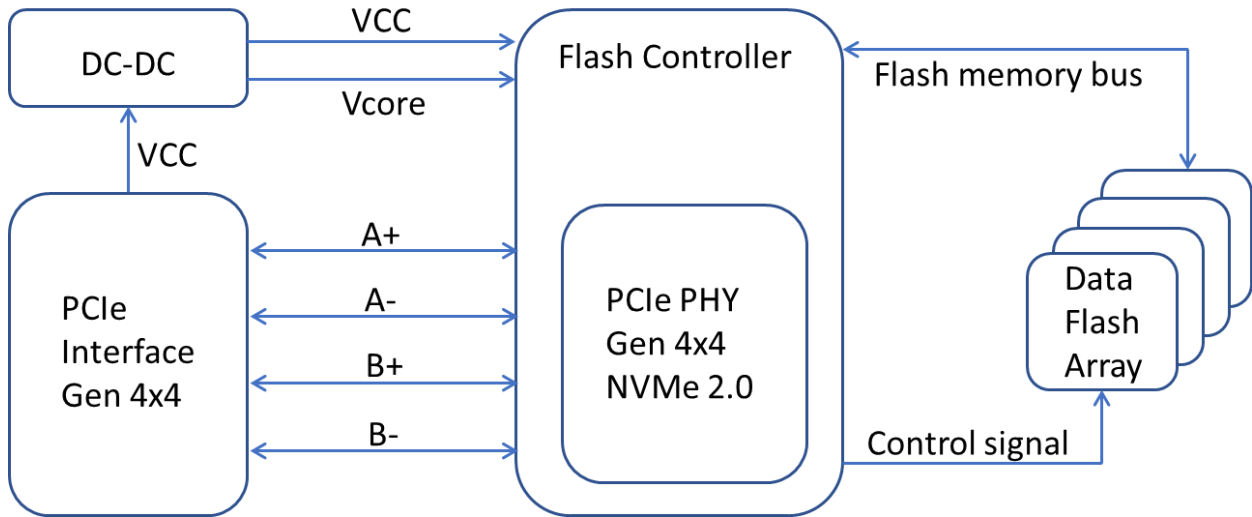 VCC
DC-DC
Flash Controller
Flash memory bus
Vcore
VCC
A+
A-
B+
B-
PCIe
Interface
Gen 4x4
PCIe PHY
Gen 4x4
NVMe 2.0
Data
Flash
Array
Control signal